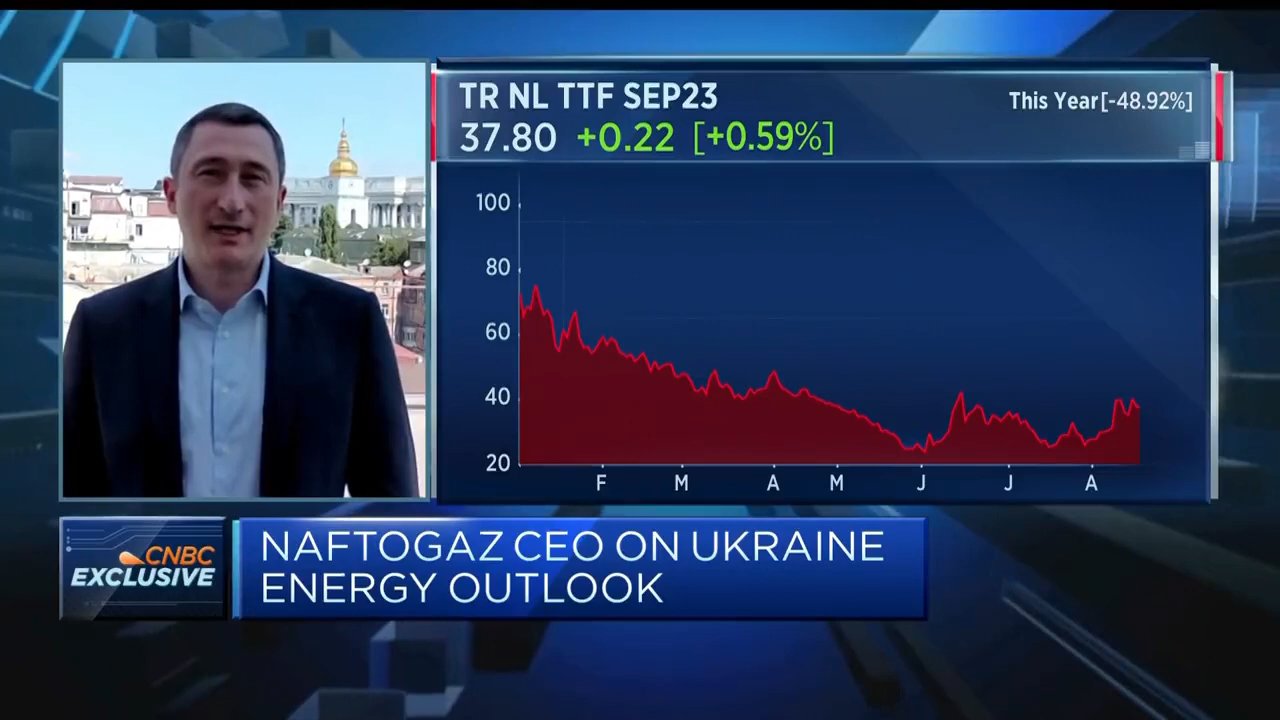 TR NL TTF SEP23
This Year[-48.92%]
37.80 +0.22 [+0.59%]
100
80
60
40
20
F M A M J J A
CNBC
EXCLUSIVE
NAFTOGAZ CEO ON UKRAINE
ENERGY OUTLOOK